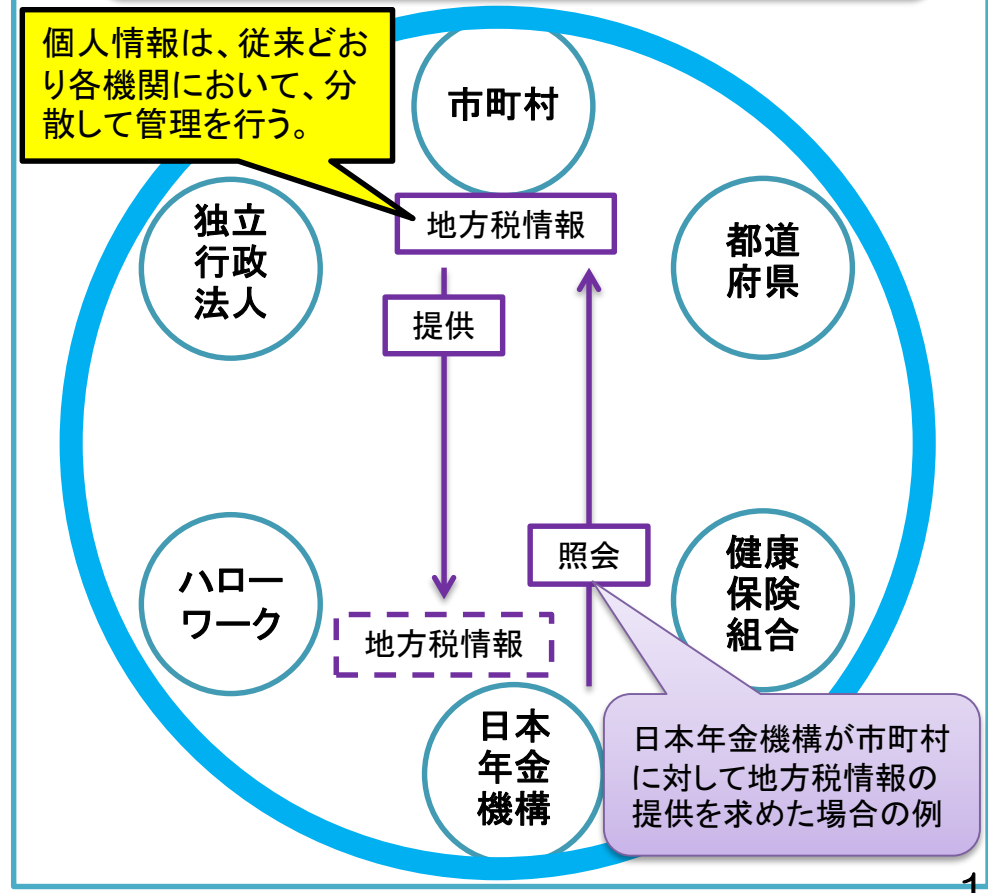 個人情報は、従来どお
り各機関において、分
散して管理を行う。
市町村
地方税情報
独立
行政
法人
都道
府県
提供
照会
ハロー
ワーク
健康
保険
組合
地方税情報
日本
年金
機構
日本年金機構が市町村
に対して地方税情報の
提供を求めた場合の例
1